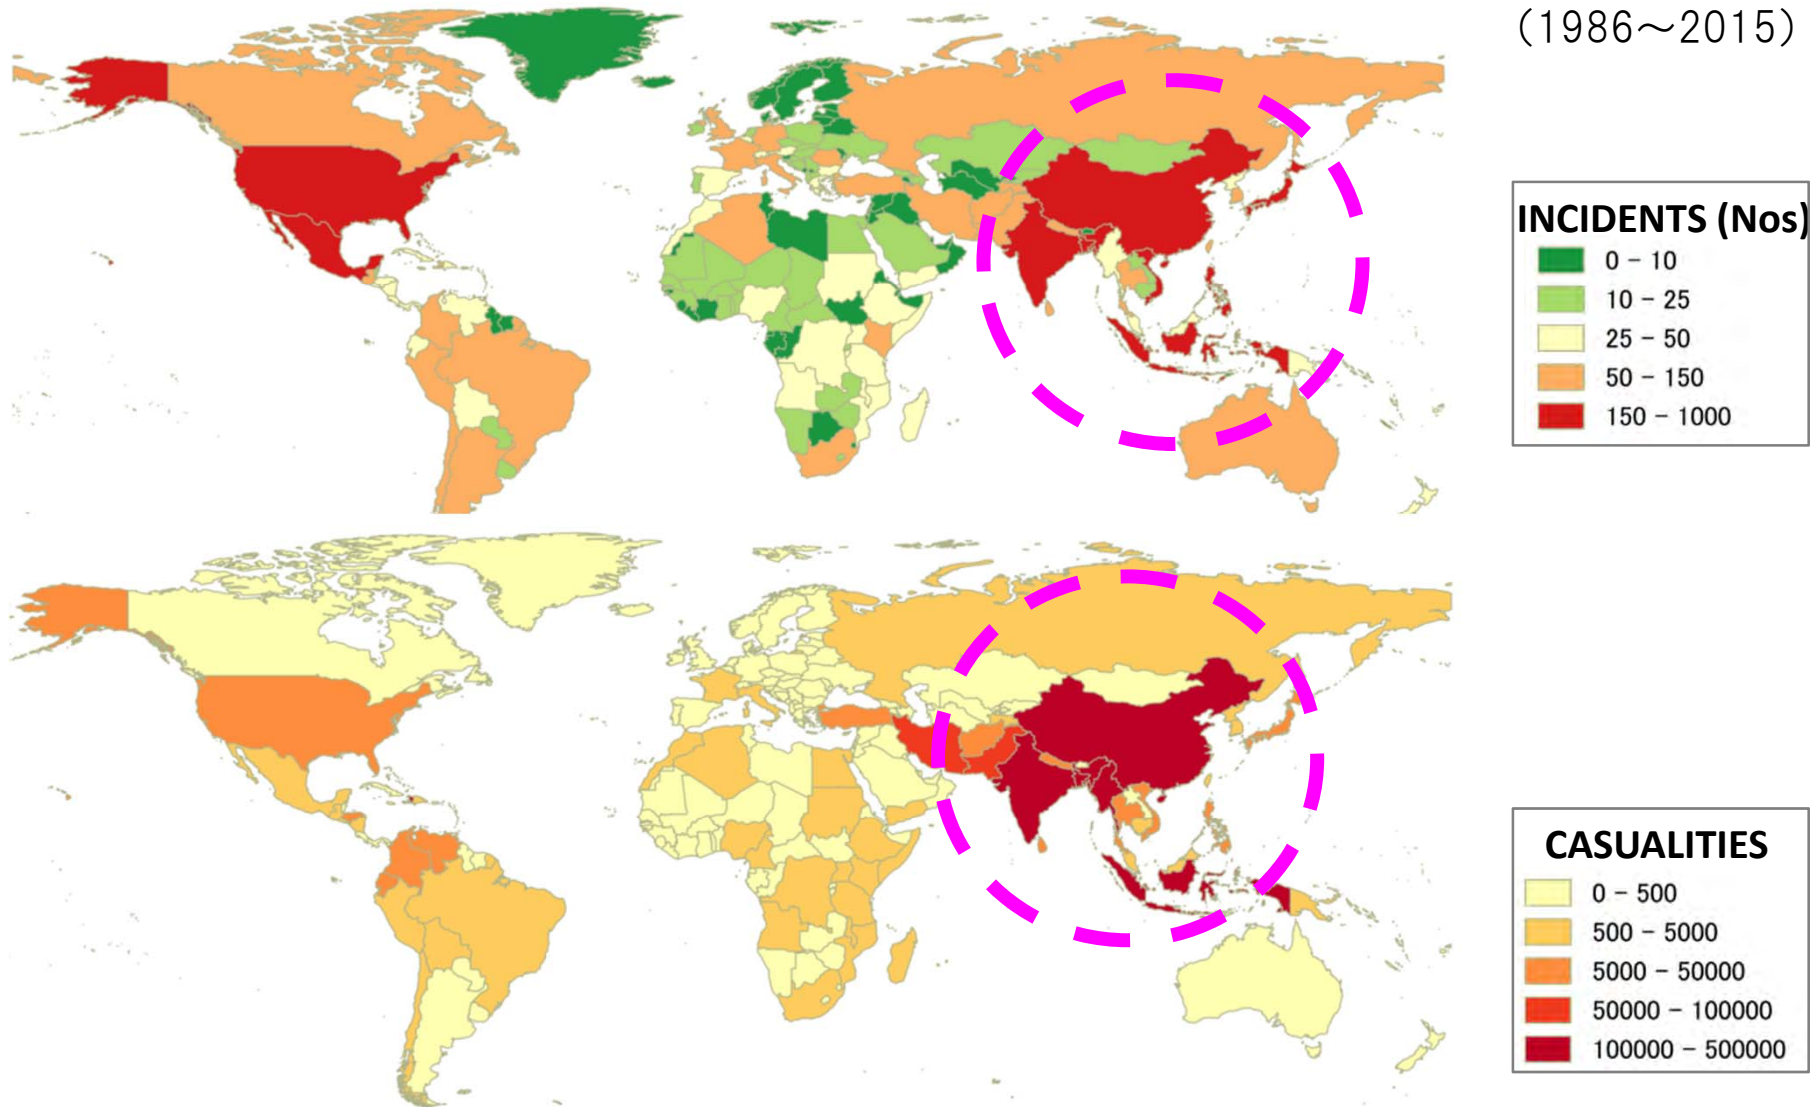 （1986～2015）
INCIDENTS (Nos)
0 – 10
10 – 25
25 – 50
50 – 150
150 – 1000
CASUALITIES
0 – 500
500 – 5000
5000 – 50000
50000 – 100000
100000 – 500000